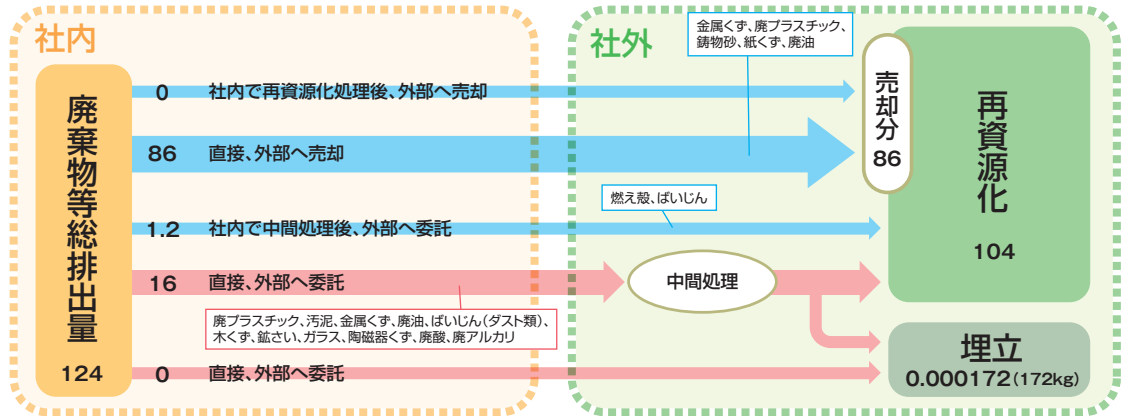 社内
社外
金属くず、廃プラスチック、
鋳物砂、紙くず、廃油
廃棄物等総排出量
124
0 社内で再資源化処理後、外部へ売却
86 直接、外部へ売却
売却分
86
再資源化
104
燃え殻、ばいじん
1.2 社内で中間処理後、外部へ委託
16 直接、外部へ委託
中間処理
廃プラスチック、汚泥、金属くず、廃油、ばいじん(ダスト類)、
木くず、鉱さい、ガラス、陶磁器くず、廃酸、廃アルカリ
0 直接、外部へ委託
埋立
0.000172(172kg)